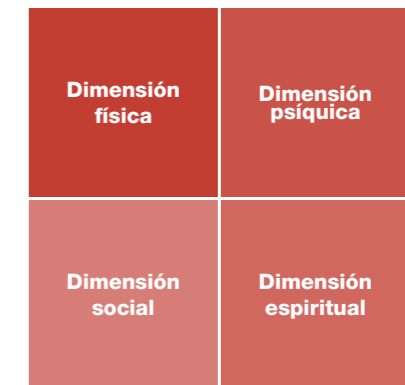 Dimensión
física
Dimensión
psíquica
Dimensión
social
Dimensión
espiritual